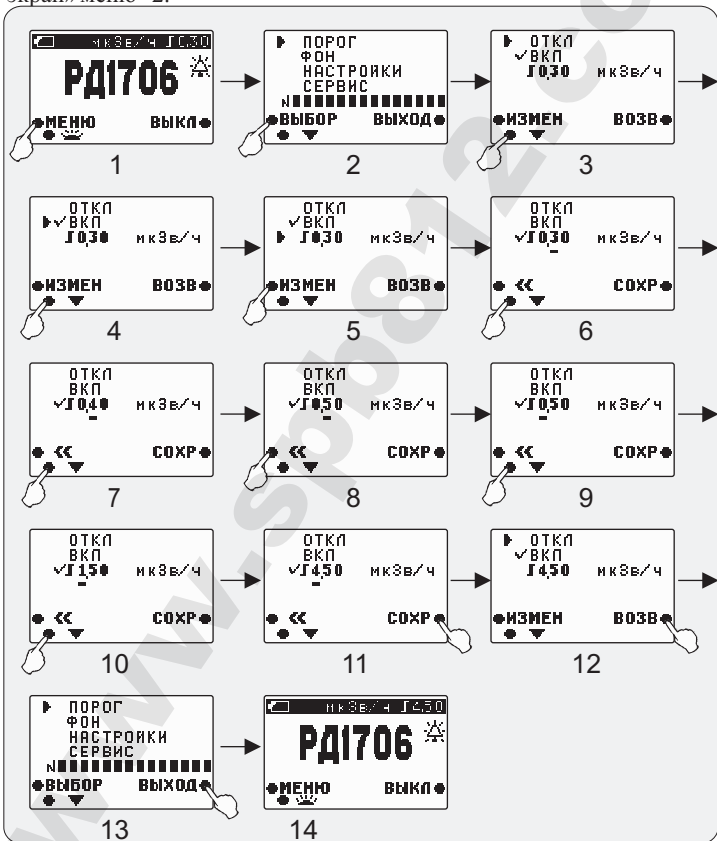 мкЗв/ч 0,30
РД1706
МЕНЮ ВЫКЛ
1
ПОРОГ
ФОН
НАСТРОЙКИ
СЕРВИС
N
ВЫБОР ВЫХОД
2
ОТКЛ
ВКЛ
0,30 мкЗв/ч
ИЗМЕН ВОЗВ
3
ОТКЛ
ВКЛ
0,30 мкЗв/ч
ИЗМЕН ВОЗВ
4
ОТКЛ
ВКЛ
0,30 мкЗв/ч
ИЗМЕН ВОЗВ
5
ОТКЛ
ВКЛ
0,30 мкЗв/ч
<< СОХР
6
ОТКЛ
ВКЛ
0,40 мкЗв/ч
<< СОХР
7
ОТКЛ
ВКЛ
0,50 мкЗв/ч
<< СОХР
8
ОТКЛ
ВКЛ
0,50 мкЗв/ч
<< СОХР
9
ОТКЛ
ВКЛ
1,50 мкЗв/ч
<< СОХР
10
ОТКЛ
ВКЛ
4,50 мкЗв/ч
<< СОХР
11
ОТКЛ
ВКЛ
4,50 мкЗв/ч
ИЗМЕН ВОЗВ
12
ПОРОГ
ФОН
НАСТРОЙКИ
СЕРВИС
N
ВЫБОР ВЫХОД
13
мкЗв/ч 4,50
РД1706
МЕНЮ ВЫКЛ
14
www.spb812.co